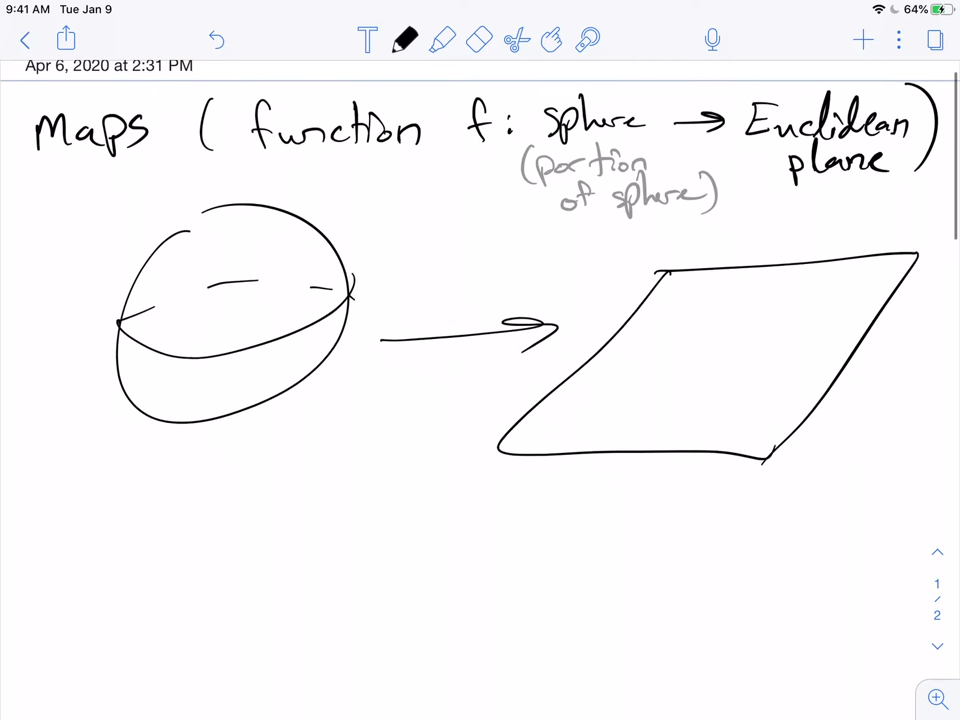 9:41 AM Tue Jan 9
64%
T
Apr 6, 2020 at 2:31 PM
Maps ( function f: sphere → Euclidean plane )
(portion
of sphere)
1
/
2